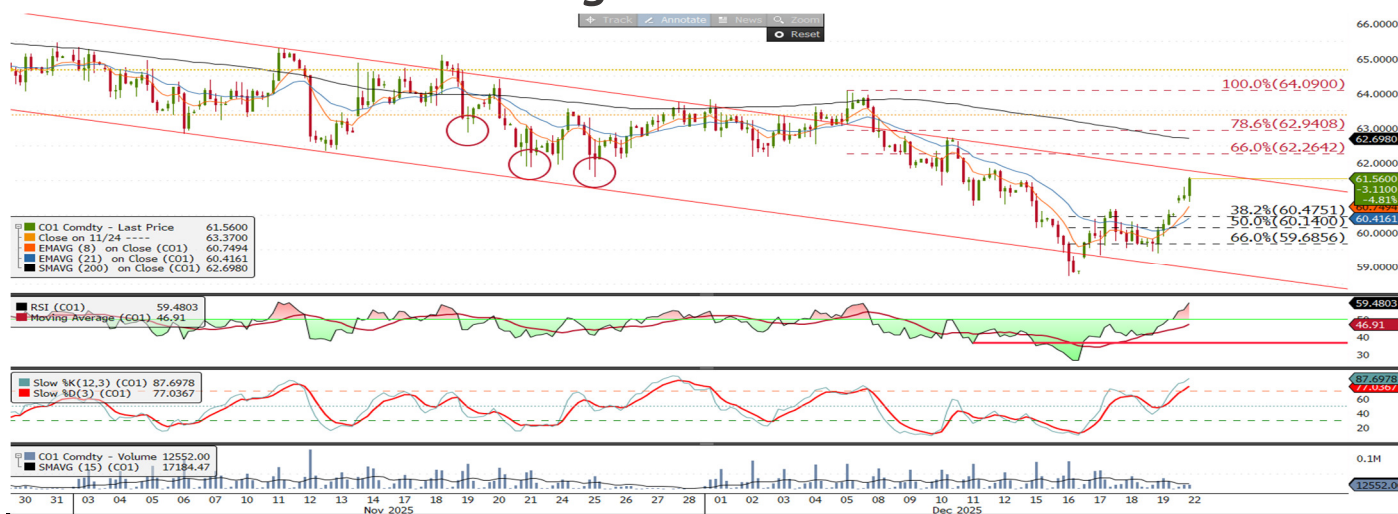 Track Annotate News Zoom
Reset
66.0000
65.0000
100.0%(64.0900)
64.0000
78.6%(62.9408)
63.0000
62.6980
66.0%(62.2642)
62.0000
61.5600
-3.1100
-4.81%
60.7494
38.2%(60.4751)
60.4161
50.0%(60.1400)
60.0000
66.0%(59.6856)
59.0000
CO1 Comdty - Last Price 61.5600
Close on 11/24 ---- 63.3700
EMAVG (8) on Close (CO1) 60.7494
EMAVG (21) on Close (CO1) 60.4161
SMAVG (200) on Close (CO1) 62.6980
RSI (CO1) 59.4803
Moving Average (CO1) 46.91
59.4803
46.91
40
30
Slow %K(12,3) (CO1) 87.6978
Slow %D(3) (CO1) 77.0367
87.6978
77.0367
60
40
20
CO1 Comdty - Volume 12552.00
SMAVG (15) (CO1) 17184.47
0.1M
12552.0
30 31 03 04 05 06 07 10 11 12 13 14 17 18 19 20 21 24 25 26 27 28 01 02 03 04 05 08 09 10 11 12 15 16 17 18 19 22
Nov 2025 Dec 2025